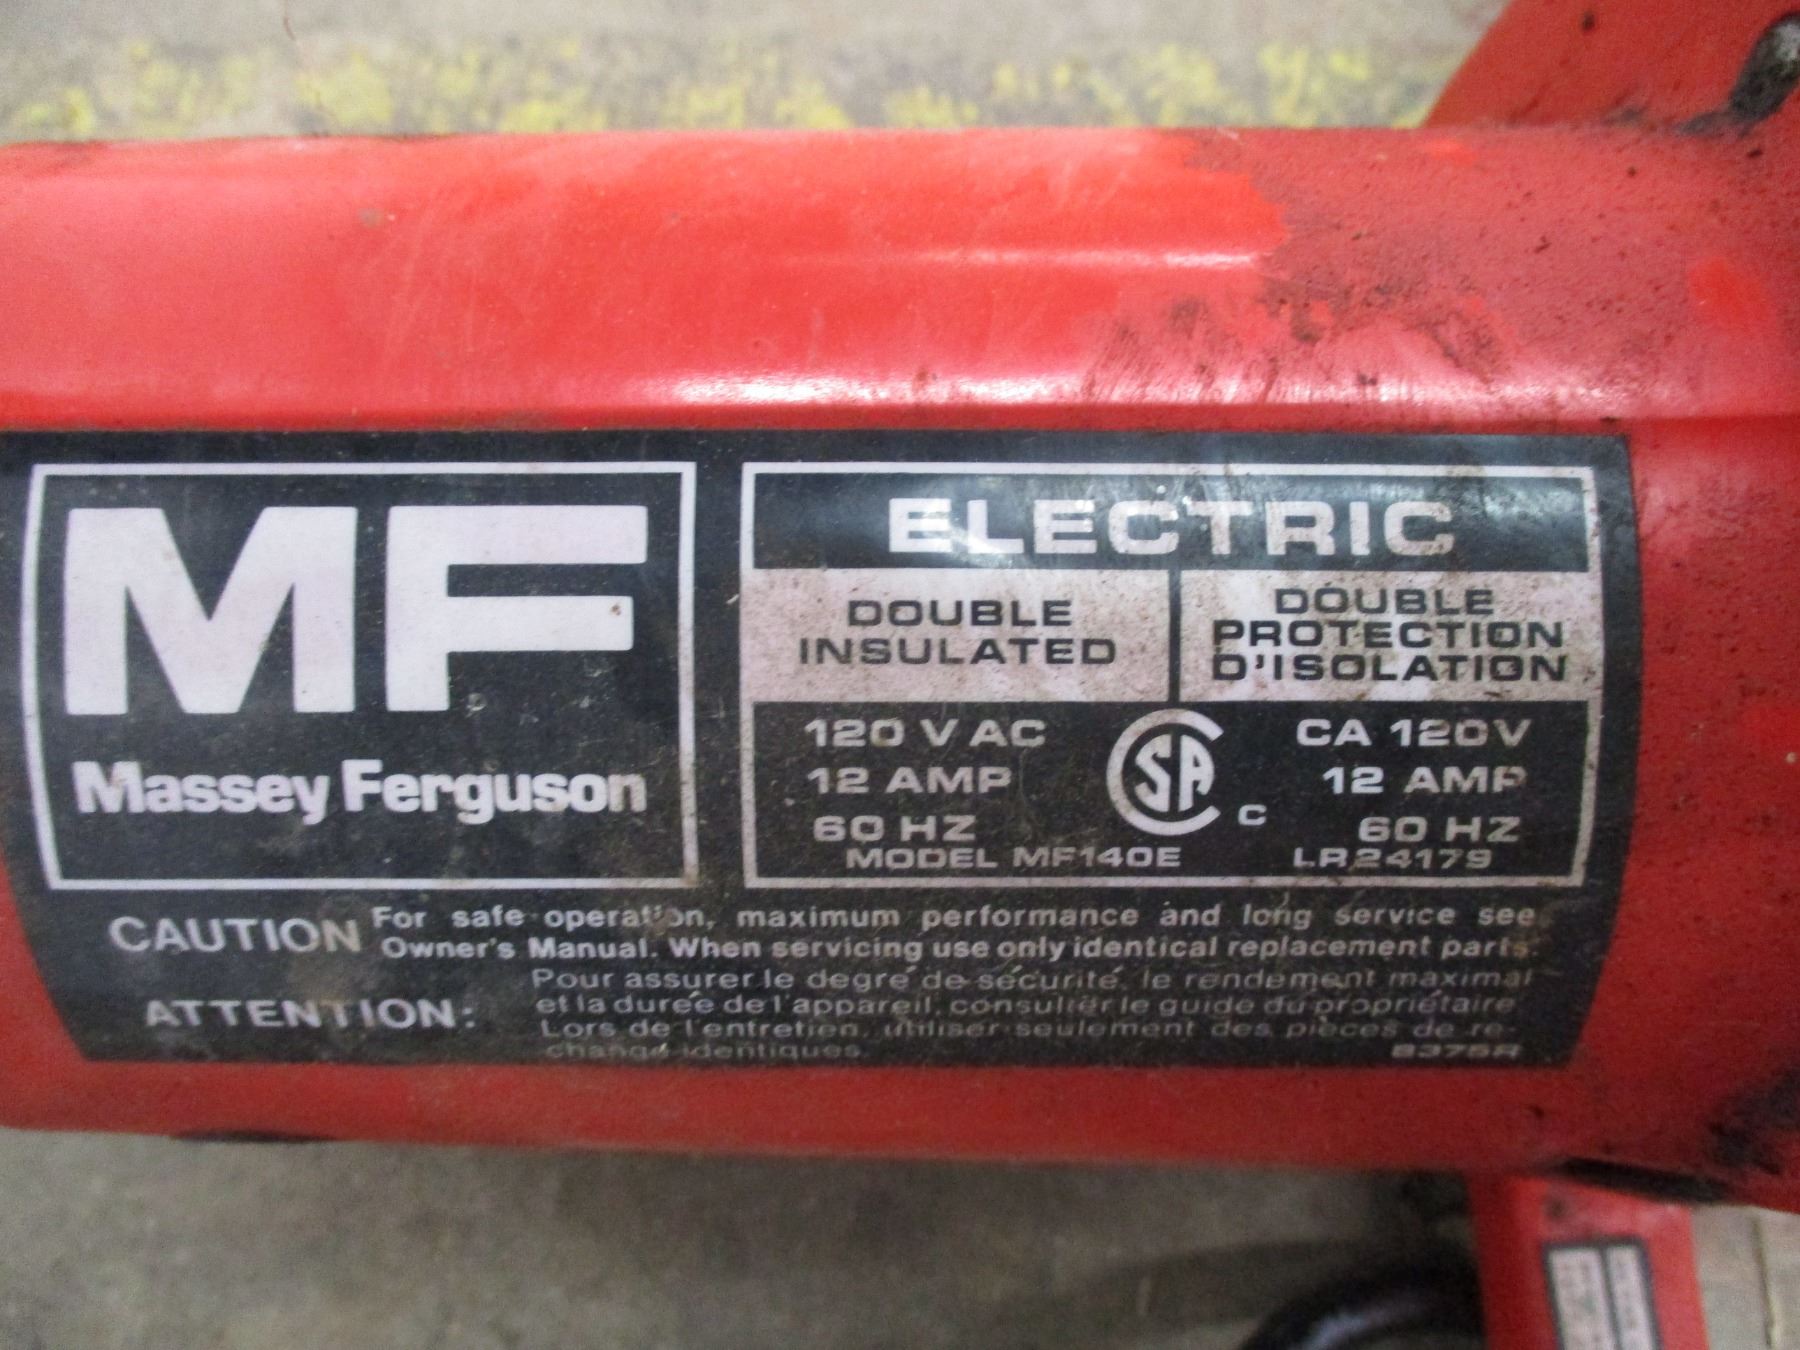 MF
Massey Ferguson
ELECTRIC
DOUBLE
INSULATED
DOUBLE
PROTECTION
D'ISOLATION
120 V AC
12 AMP
60 HZ
MODEL MF140E
CSA
C
CA 120V
12 AMP
60 HZ
LR24179
CAUTION For safe operation, maximum performance and long service see
Owner's Manual. When servicing use only identical replacement parts.
ATTENTION:
Pour assurer le degré de sécurité, le rendement maximal
et la durée de l'appareil, consulter le guide du propriétaire
Lors de l'entretien, utiliser seulement des pièces de re-
change identiques.